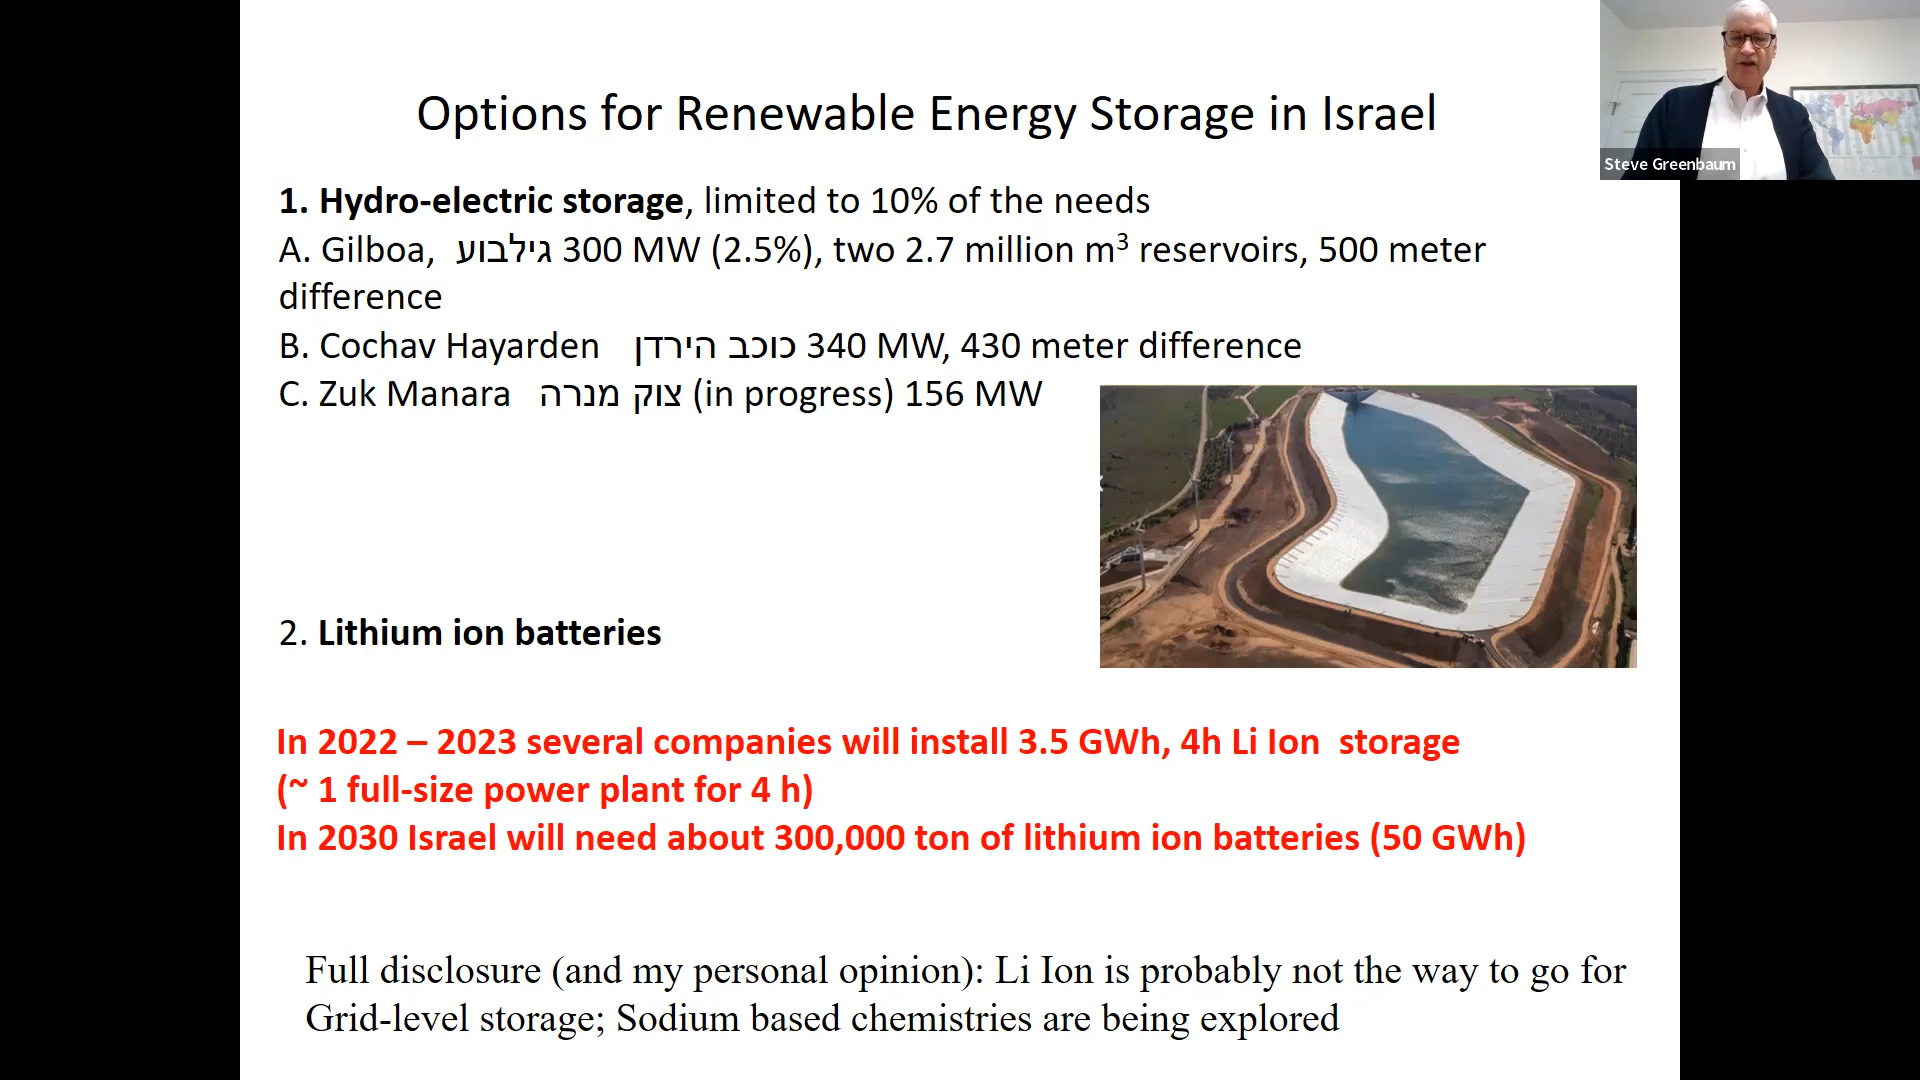 Options for Renewable Energy Storage in Israel
Steve Greenbaum
1. Hydro-electric storage, limited to 10% of the needs
A. Gilboa, גילבוע 300 MW (2.5%), two 2.7 million m³ reservoirs, 500 meter
difference
B. Cochav Hayarden כוכב הירדן 340 MW, 430 meter difference
C. Zuk Manara צוק מנרה (in progress) 156 MW
2. Lithium ion batteries
In 2022 – 2023 several companies will install 3.5 GWh, 4h Li Ion storage
(~ 1 full-size power plant for 4 h)
In 2030 Israel will need about 300,000 ton of lithium ion batteries (50 GWh)
Full disclosure (and my personal opinion): Li Ion is probably not the way to go for
Grid-level storage; Sodium based chemistries are being explored